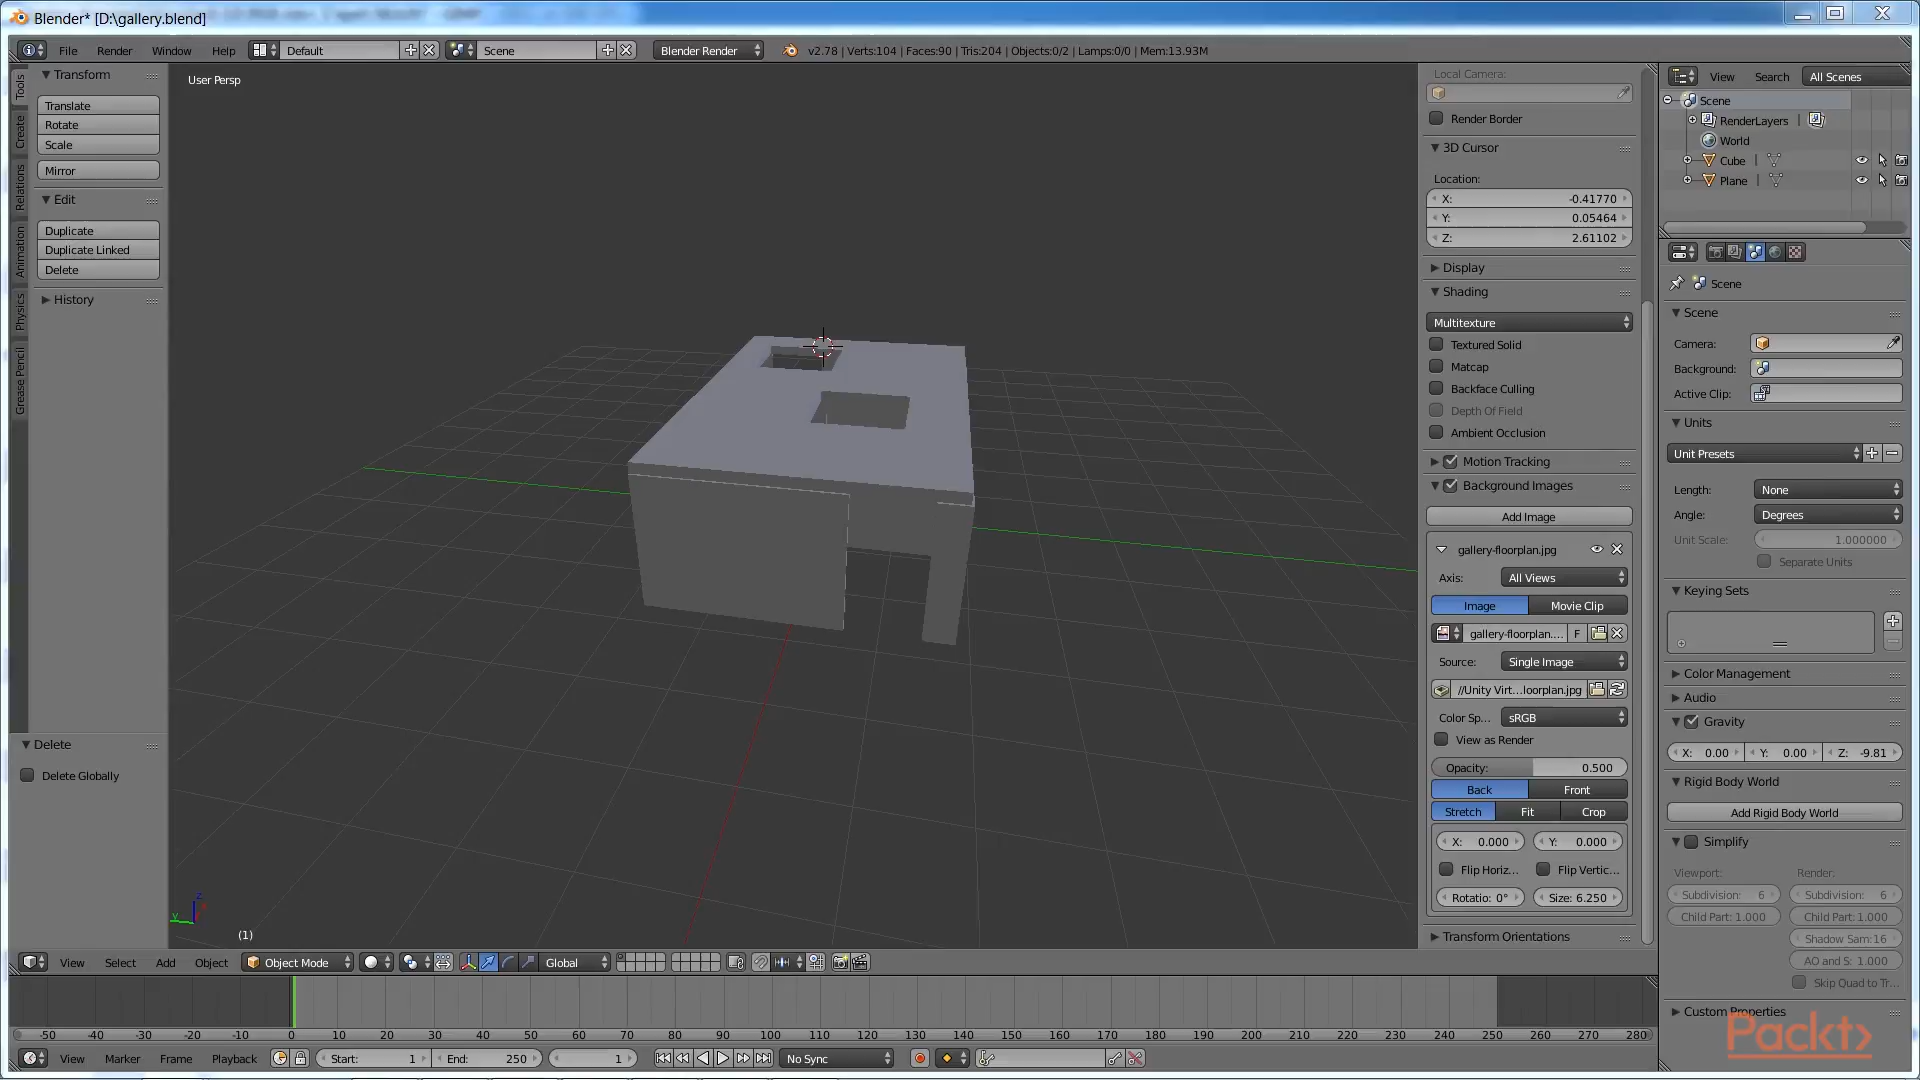 Blender* [D:\gallery.blend]
File Render Window Help Default Scene Blender Render v2.78 | Verts:104 | Faces:90 | Tris:204 | Objects:0/2 | Lamps:0/0 | Mem:13.93M
Tools
Create
Relations
Animation
Physics
Grease Pencil
Transform
Translate
Rotate
Scale
Mirror
Edit
Duplicate
Duplicate Linked
Delete
History
Delete
Delete Globally
User Persp
(1)
z
y
Local Camera:
Render Border
3D Cursor
Location:
X: -0.41770
Y: 0.05464
Z: 2.61102
Display
Shading
Multitexture
Textured Solid
Matcap
Backface Culling
Depth Of Field
Ambient Occlusion
Motion Tracking
Background Images
Add Image
gallery-floorplan.jpg
Axis: All Views
Image Movie Clip
gallery-floorplan.... F
Source: Single Image
//Unity Virt...loorplan.jpg
Color Sp... sRGB
View as Render
Opacity: 0.500
Back Front
Stretch Fit Crop
X: 0.000 Y: 0.000
Flip Horiz... Flip Vertic...
Rotatio: 0° Size: 6.250
Transform Orientations
View Search All Scenes
Scene
RenderLayers |
World
Cube |
Plane |
Scene
Scene
Camera:
Background:
Active Clip:
Units
Unit Presets
Length: None
Angle: Degrees
Unit Scale: 1.000000
Separate Units
Keying Sets
Color Management
Audio
Gravity
X: 0.00 Y: 0.00 Z: -9.81
Rigid Body World
Add Rigid Body World
Simplify
Viewport: Render:
Subdivision: 6 Subdivision: 6
Child Part: 1.000 Child Part: 1.000
Shadow Sam:16
AO and S: 1.000
Skip Quad to Tr...
Custom Properties
Packt>
View Select Add Object Object Mode Global
-50 -40 -30 -20 -10 0 10 20 30 40 50 60 70 80 90 100 110 120 130 140 150 160 170 180 190 200 210 220 230 240 250 260 270 280
View Marker Frame Playback Start: 1 End: 250 1 No Sync